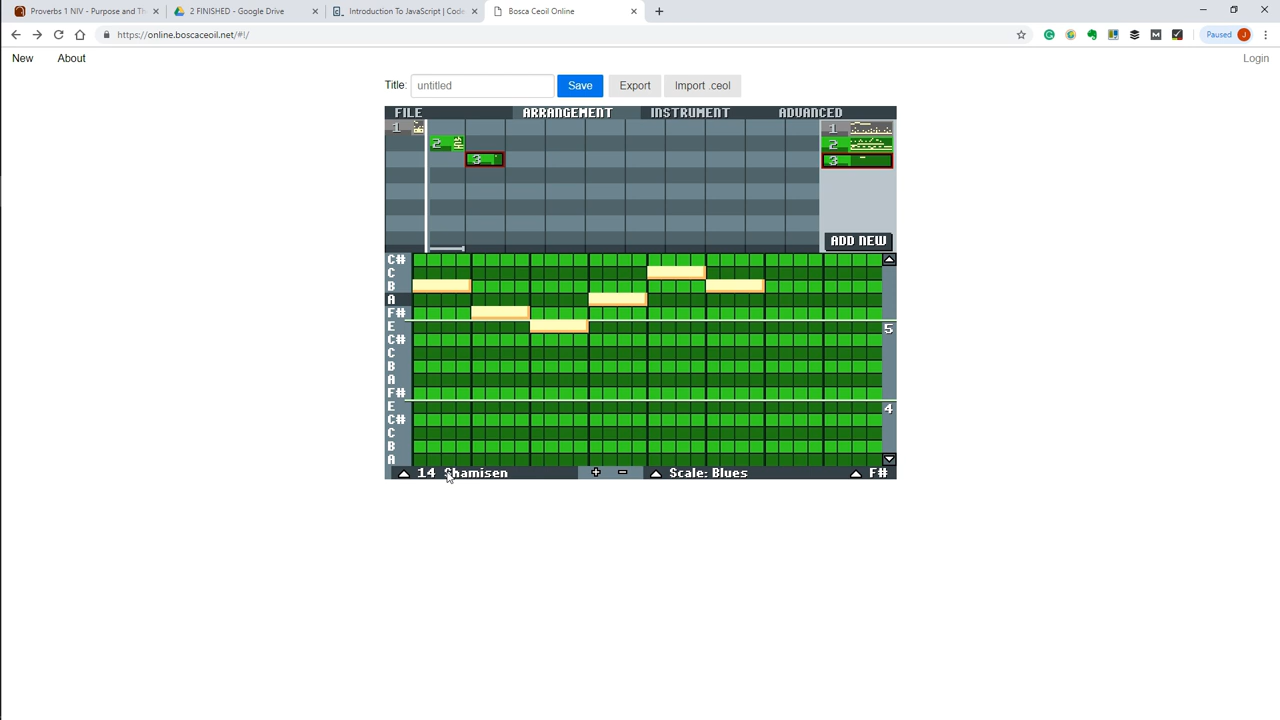 Proverbs 1 NIV - Purpose and Th
2 FINISHED - Google Drive
Introduction To JavaScript | Code
Bosca Ceoil Online
https://online.boscaceoil.net/#!/
Paused
J
New
About
Login
Title:
untitled
Save
Export
Import .ceol
FILE
ARRANGEMENT
INSTRUMENT
ADVANCED
1
2
3
1
2
3
ADD NEW
C#
C
B
A
F#
E
5
C#
C
B
A
F#
E
4
C#
C
B
A
14 Shamisen
+
-
Scale: Blues
F#